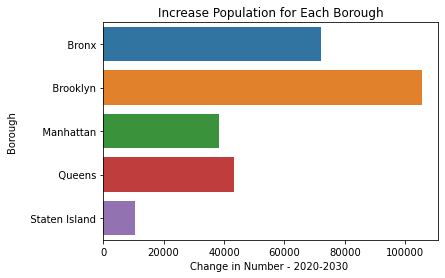 Increase Population for Each Borough
Borough
Bronx
Brooklyn
Manhattan
Queens
Staten Island
0 20000 40000 60000 80000 100000
Change in Number - 2020-2030